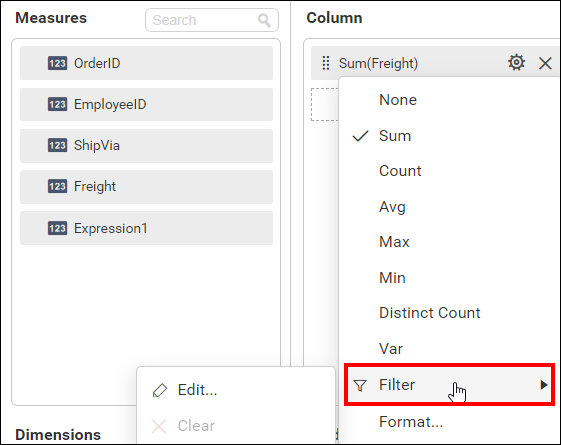 Measures
Search
123 OrderID
123 EmployeeID
123 ShipVia
123 Freight
123 Expression1
Dimensions
Column
Sum(Freight)
None
Sum
Count
Avg
Max
Min
Distinct Count
Var
Filter
Format...
Edit...
Clear